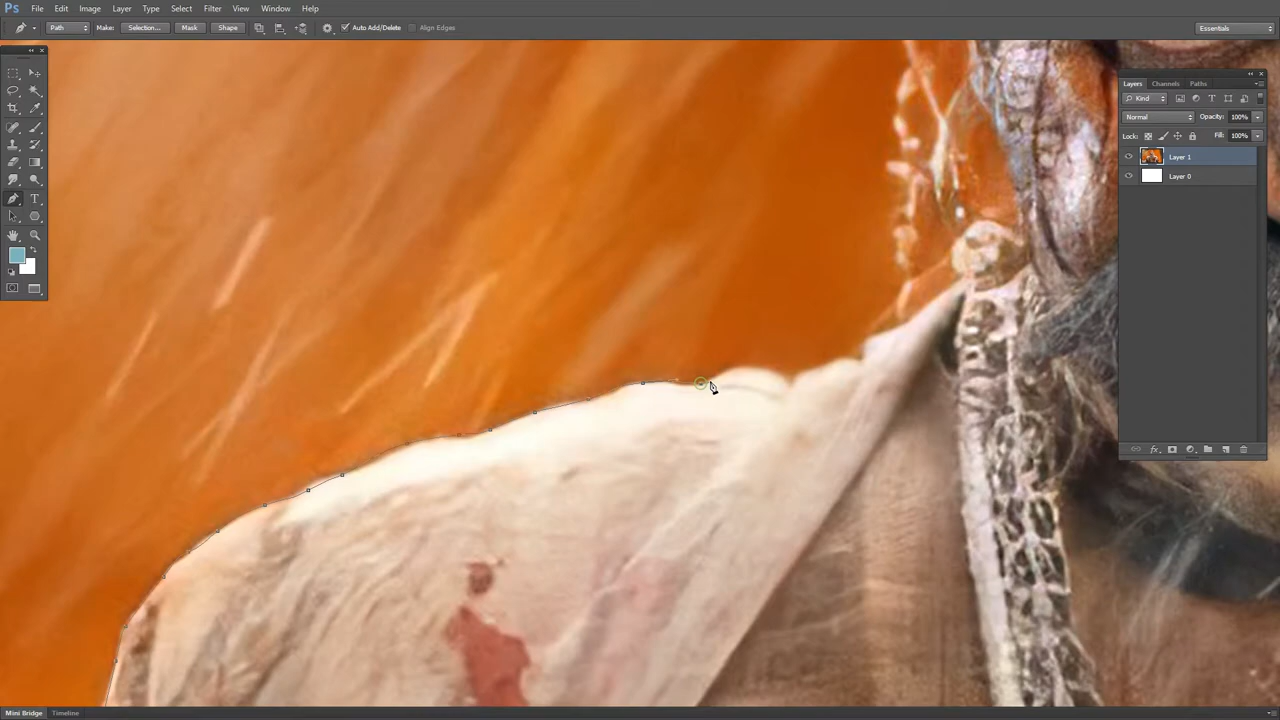 Ps File Edit Image Layer Type Select Filter View Window Help
Path Make: Selection... Mask Shape Auto Add/Delete Align Edges Essentials
Layers Channels Paths
Kind
Normal Opacity: 100%
Lock: Fill: 100%
Layer 1
Layer 0
Mini Bridge Timeline